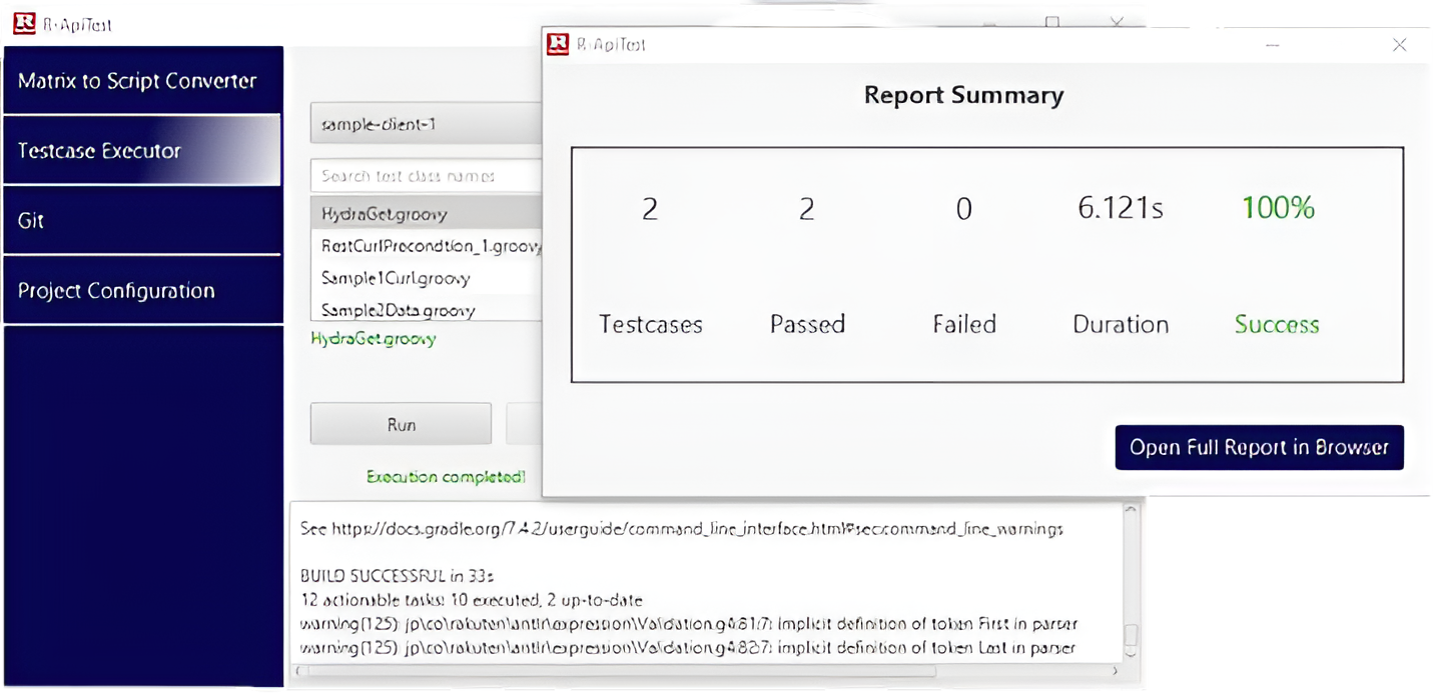 R-ApiTest
Matrix to Script Converter
Testcase Executor
Git
Project Configuration
sample-client-1
Search test class names
HydraGet.groovy
RestCurlPrecondtion_1.groovy
Sample1Curl.groovy
Sample2Data.groovy
HydraGet.groovy
Run
Execution completed!
R-ApiTest
Report Summary
2 2 0 6.121s 100%
Testcases Passed Failed Duration Success
Open Full Report in Browser
See https://docs.gradle.org/7.4.2/userguide/command_line_interface.html#sec:command_line_warnings
BUILD SUCCESSFUL in 33s
12 actionable tasks: 10 executed, 2 up-to-date
warning(125): jp\co\rakuten\antlr\expression\Validation.g4:81:7: implicit definition of token First in parser
warning(125): jp\co\rakuten\antlr\expression\Validation.g4:82:7: implicit definition of token Last in parser